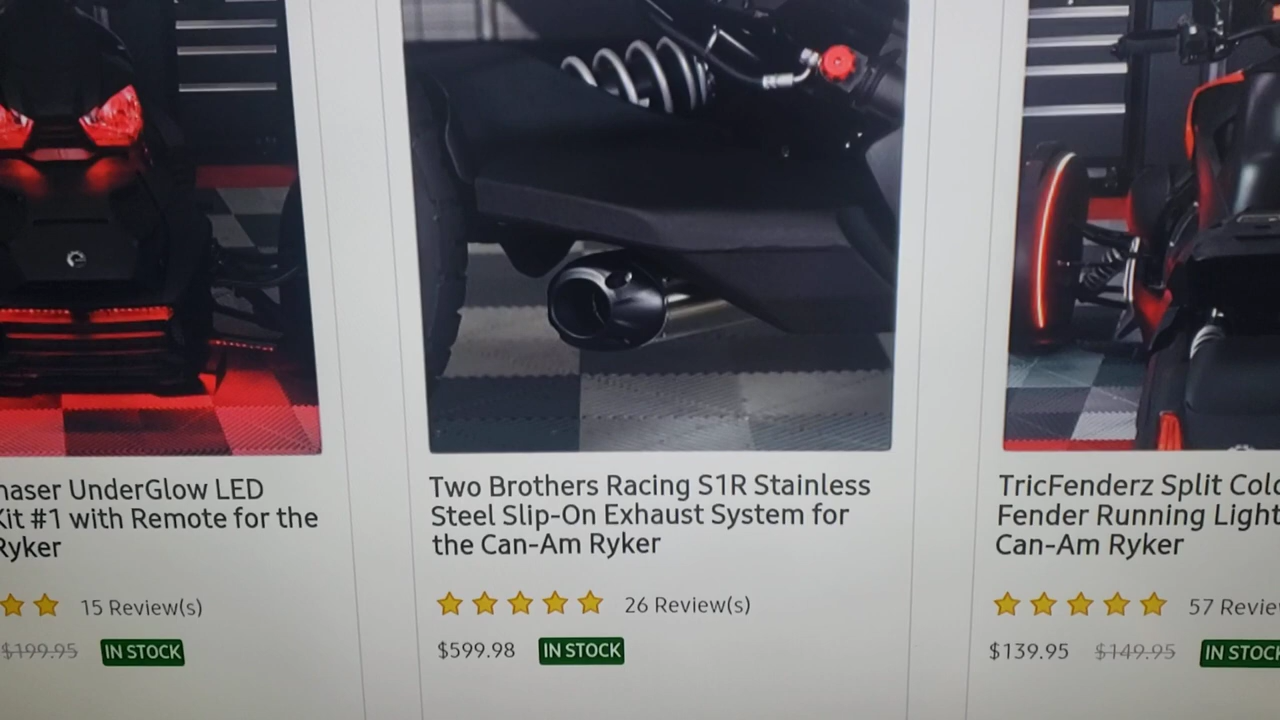 haser UnderGlow LED
Kit #1 with Remote for the
Ryker
15 Review(s)
$199.95 IN STOCK
Two Brothers Racing S1R Stainless
Steel Slip-On Exhaust System for
the Can-Am Ryker
26 Review(s)
$599.98 IN STOCK
TricFenderz Split Colo
Fender Running Light
Can-Am Ryker
57 Revie
$139.95 $149.95 IN STOCK